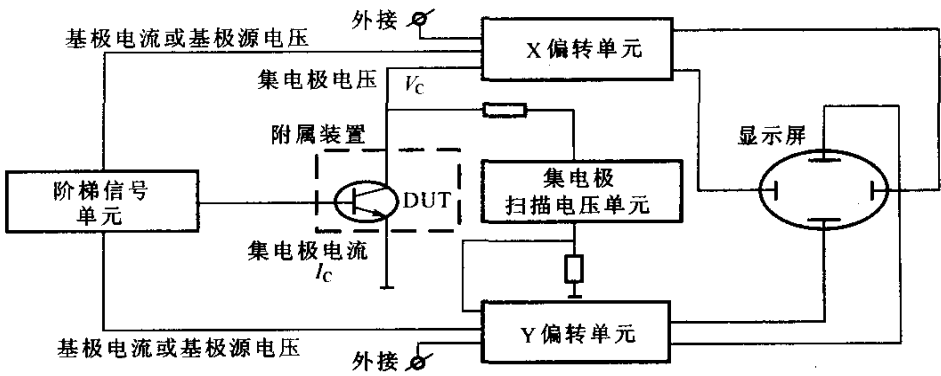 外接
基极电流或基极源电压
X 偏转单元
集电极电压
V_C
附属装置
显示屏
阶梯信号
单元
DUT
集电极
扫描电压单元
集电极电流
I_C
Y 偏转单元
基极电流或基极源电压
外接